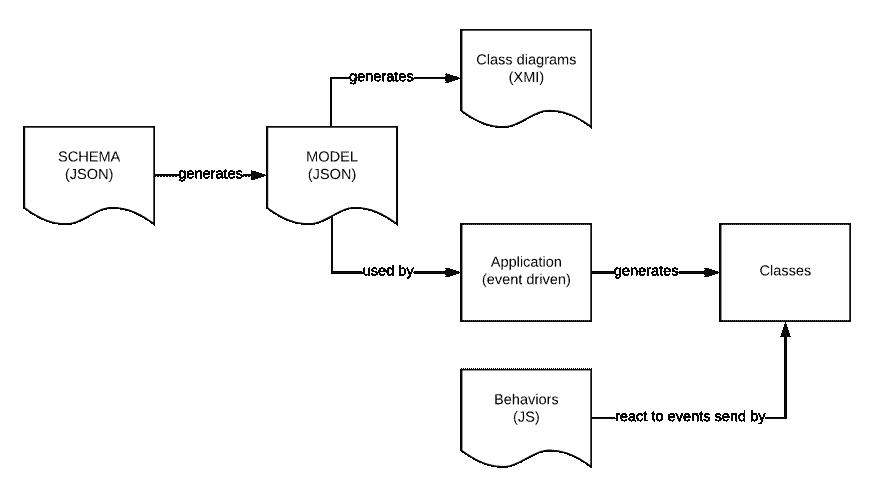 Class diagrams
(XMI)
generates
SCHEMA
(JSON)
generates
MODEL
(JSON)
used by
Application
(event driven)
generates
Classes
Behaviors
(JS)
react to events send by